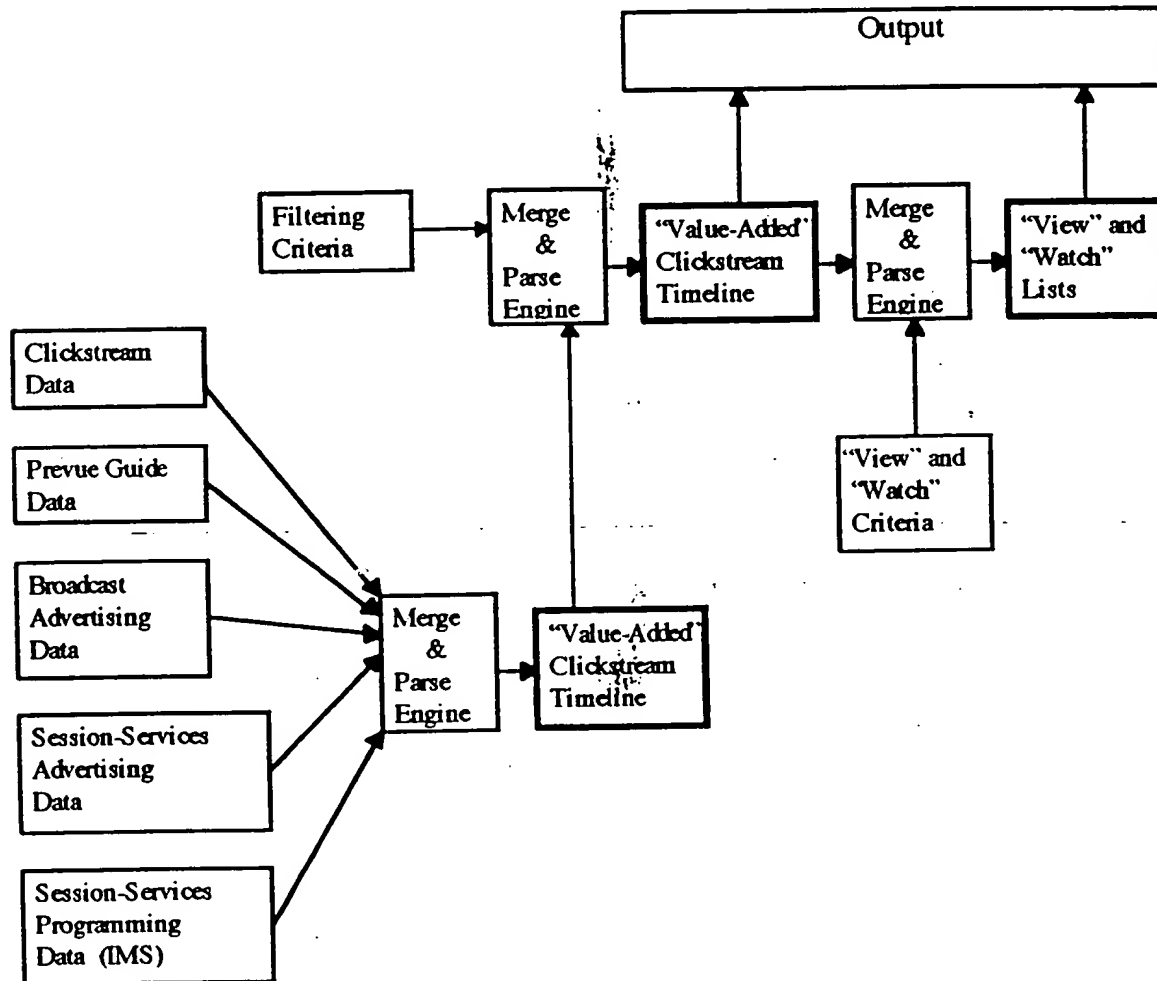 Output
Filtering
Criteria
Merge
&
Parse
Engine
“Value-Added”
Clickstream
Timeline
Merge
&
Parse
Engine
“View” and
“Watch”
Lists
“View” and
“Watch”
Criteria
Clickstream
Data
Prevue Guide
Data
Broadcast
Advertising
Data
Session-Services
Advertising
Data
Session-Services
Programming
Data (IMS)
Merge
&
Parse
Engine
“Value-Added”
Clickstream
Timeline